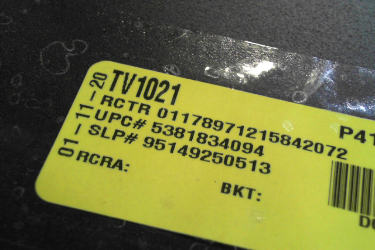 TV1021
01-11-20
RCTR 01178971215842072
UPC# 5381834094
SLP# 95149250513
RCRA:
BKT:
P41